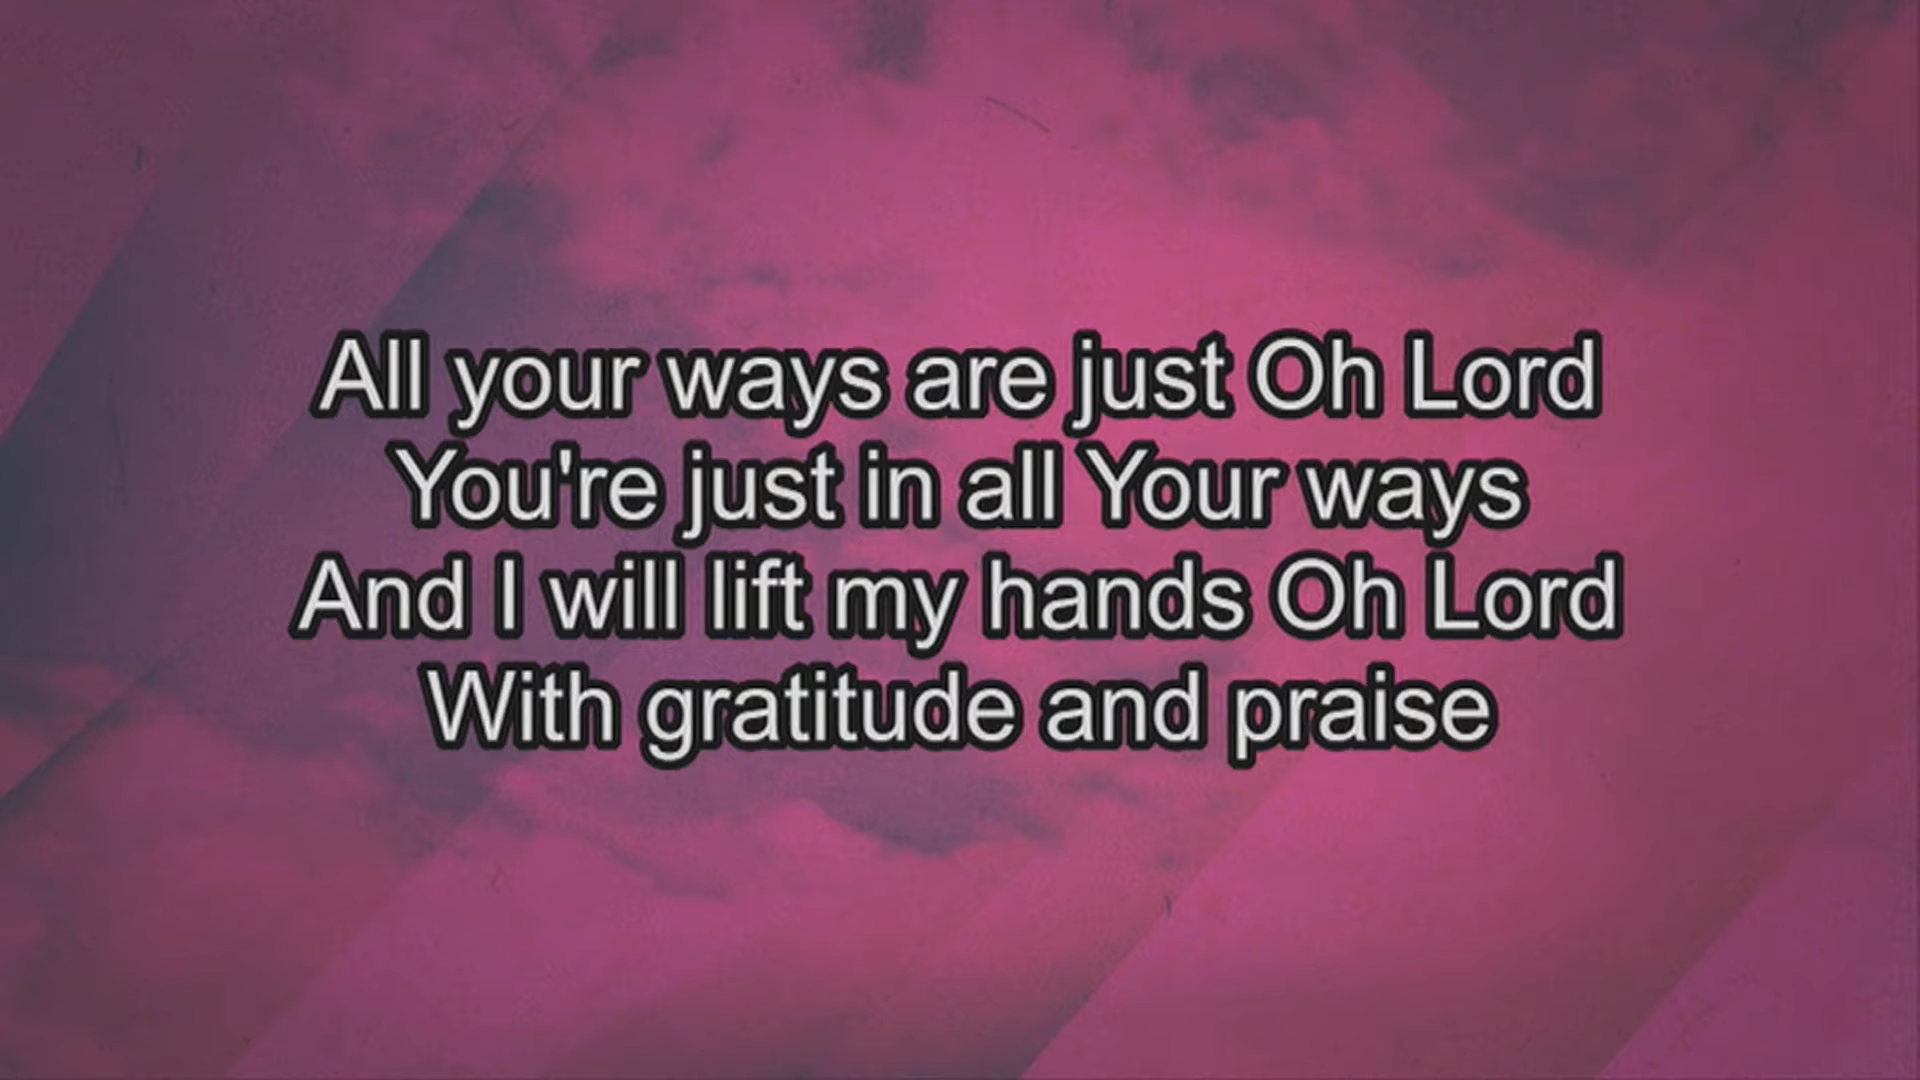 All your ways are just Oh Lord
You're just in all Your ways
And I will lift my hands Oh Lord
With gratitude and praise